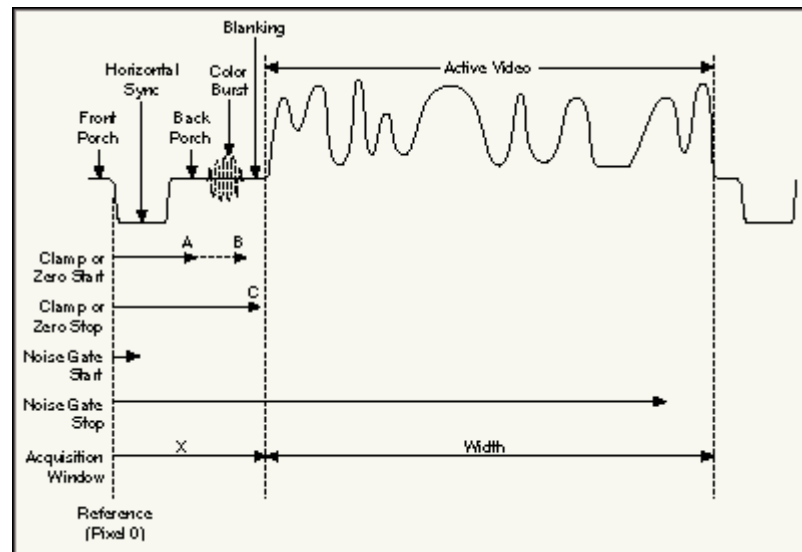 Blanking
Horizontal
Sync
Color
Burst
Active Video
Front
Porch
Back
Porch
A
B
Clamp or
Zero Start
C
Clamp or
Zero Stop
Noise Gate
Start
Noise Gate
Stop
X
Width
Acquisition
Window
Reference
(Pixel 0)